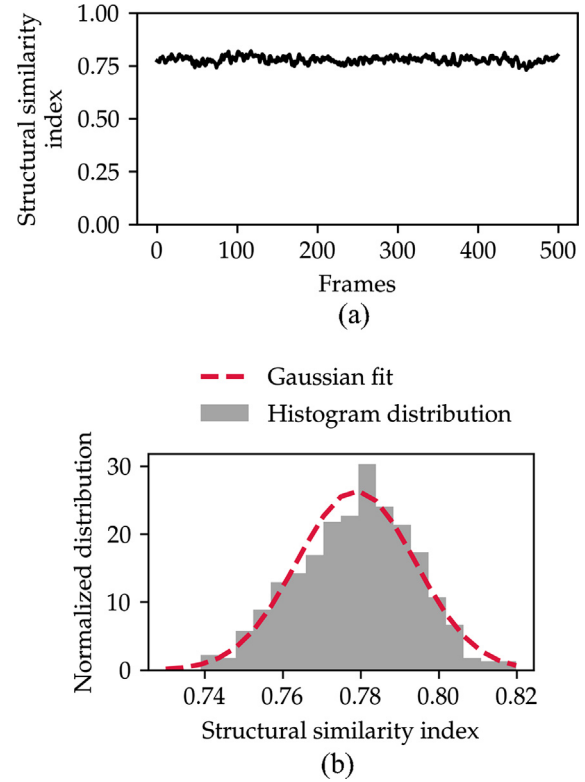 1.00
0.75
0.50
0.25
0.00
Structural similarity
index
0 100 200 300 400 500
Frames
(a)
Gaussian fit
Histogram distribution
30
20
10
0
Normalized distribution
0.74 0.76 0.78 0.80 0.82
Structural similarity index
(b)